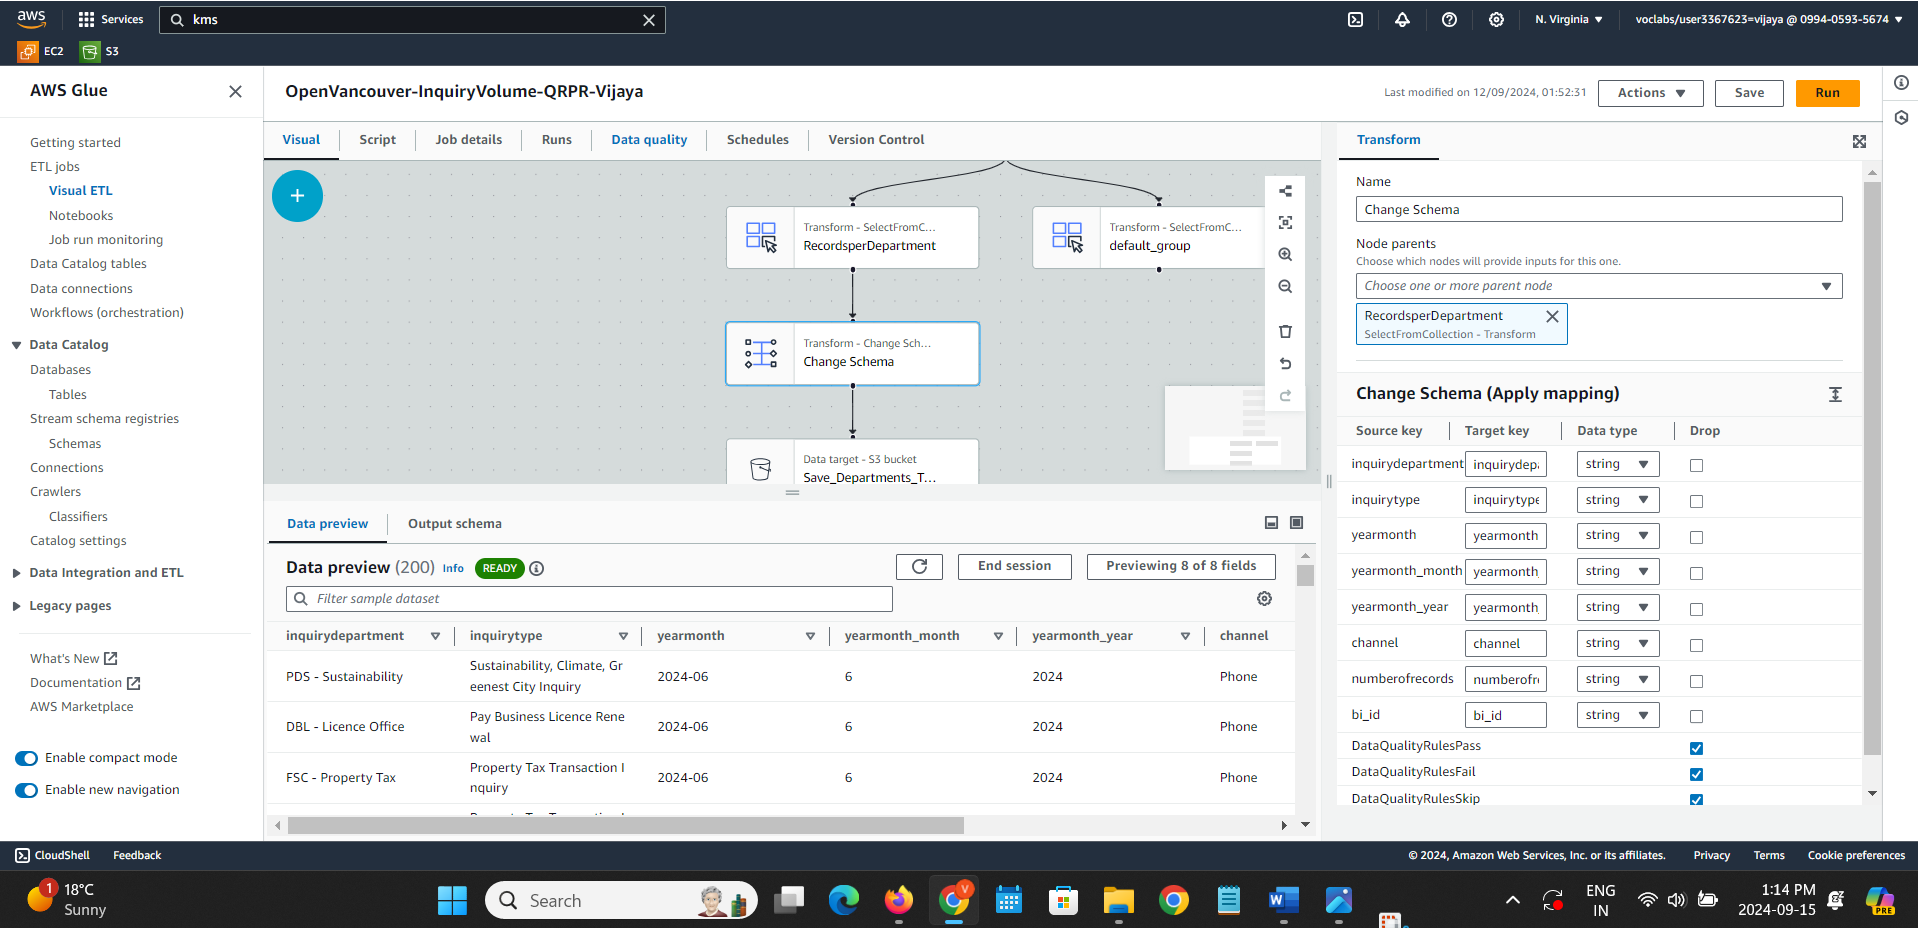 aws
Services
kms
N. Virginia
voclabs/user3367623=vijaya @ 0994-0593-5674
EC2
S3
AWS Glue
Getting started
ETL jobs
Visual ETL
Notebooks
Job run monitoring
Data Catalog tables
Data connections
Workflows (orchestration)
Data Catalog
Databases
Tables
Stream schema registries
Schemas
Connections
Crawlers
Classifiers
Catalog settings
Data Integration and ETL
Legacy pages
What's New
Documentation
AWS Marketplace
Enable compact mode
Enable new navigation
OpenVancouver-InquiryVolume-QRPR-Vijaya
Last modified on 12/09/2024, 01:52:31
Actions
Save
Run
Visual
Script
Job details
Runs
Data quality
Schedules
Version Control
Transform - SelectFromC...
RecordsperDepartment
Transform - SelectFromC...
default_group
Transform - Change Sch...
Change Schema
Data target - S3 bucket
Save_Departments_T...
Data preview
Output schema
Data preview (200) Info READY
End session
Previewing 8 of 8 fields
Filter sample dataset
inquirydepartment inquirytype yearmonth yearmonth_month yearmonth_year channel
PDS - Sustainability Sustainability, Climate, Gr 2024-06 6 2024 Phone
eenest City Inquiry
DBL - Licence Office Pay Business Licence Rene 2024-06 6 2024 Phone
wal
FSC - Property Tax Property Tax Transaction I 2024-06 6 2024 Phone
nquiry
Transform
Name
Change Schema
Node parents
Choose which nodes will provide inputs for this one.
Choose one or more parent node
RecordsperDepartment
SelectFromCollection - Transform
Change Schema (Apply mapping)
Source key Target key Data type Drop
inquirydepartment inquirydepa string
inquirytype inquirytype string
yearmonth yearmonth string
yearmonth_month yearmonth_ string
yearmonth_year yearmonth_ string
channel channel string
numberofrecords numberofre string
bi_id bi_id string
DataQualityRulesPass
DataQualityRulesFail
DataQualityRulesSkip
CloudShell
Feedback
© 2024, Amazon Web Services, Inc. or its affiliates.
Privacy
Terms
Cookie preferences
1
18°C
Sunny
Search
V
ENG
IN
1:14 PM
2024-09-15
PRE